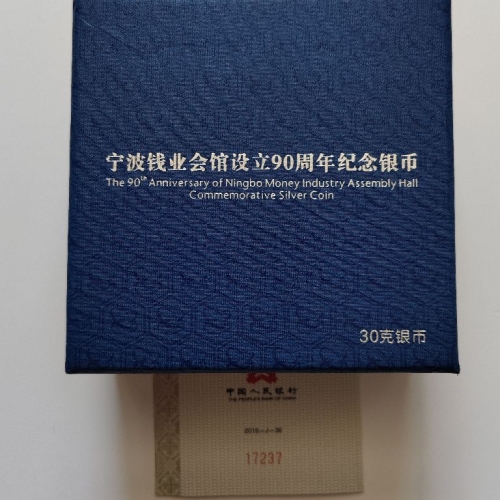 宁波钱业会馆设立90周年纪念银币
The 90th Anniversary of Ningbo Money Industry Assembly Hall
Commemorative Silver Coin
30克银币
中国人民银行
THE PEOPLE'S BANK OF CHINA
2016-J-36
17237